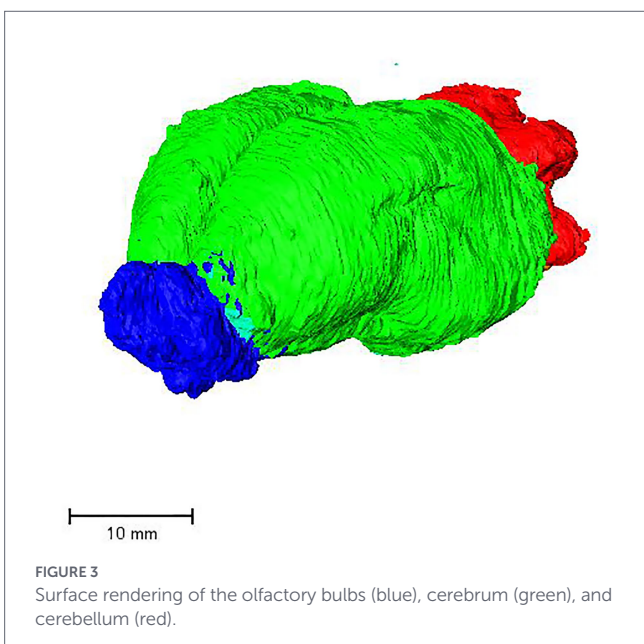 10 mm
FIGURE 3
Surface rendering of the olfactory bulbs (blue), cerebrum (green), and
cerebellum (red).